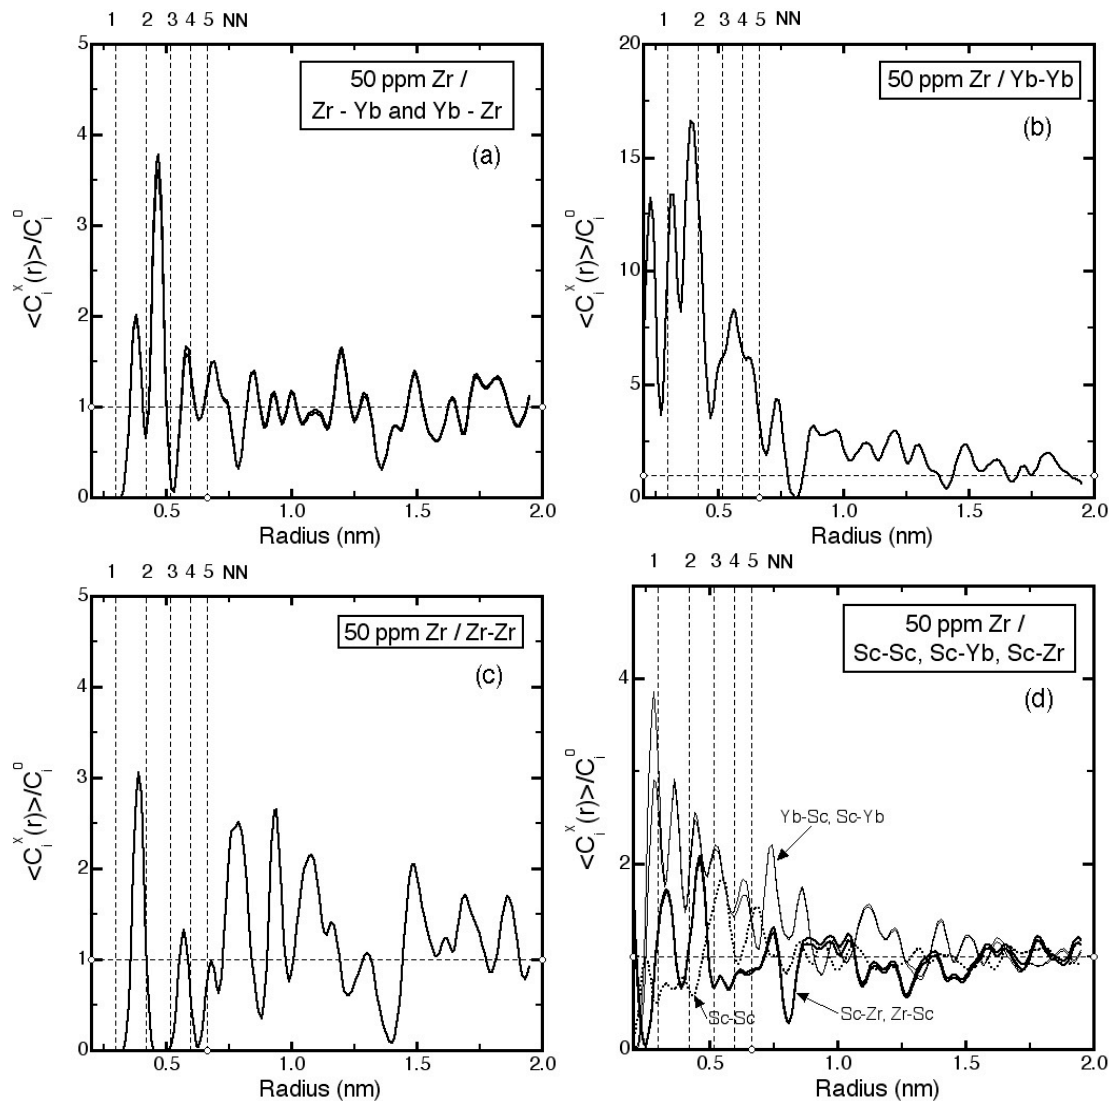 1 2 3 4 5 NN
5
4
3
2
1
0
<C_i^x(r)>/C_i^0
50 ppm Zr /
Zr - Yb and Yb - Zr
(a)
0.5 1.0 1.5 2.0
Radius (nm)
1 2 3 4 5 NN
20
15
10
5
0
<C_i^x(r)>/C_i^0
50 ppm Zr / Yb-Yb
(b)
0.5 1.0 1.5 2.0
Radius (nm)
1 2 3 4 5 NN
5
4
3
2
1
0
<C_i^x(r)>/C_i^0
50 ppm Zr / Zr-Zr
(c)
0.5 1.0 1.5 2.0
Radius (nm)
1 2 3 4 5 NN
4
2
0
<C_i^x(r)>/C_i^0
50 ppm Zr /
Sc-Sc, Sc-Yb, Sc-Zr
(d)
Yb-Sc, Sc-Yb
Sc-Sc
Sc-Zr, Zr-Sc
0.5 1.0 1.5 2.0
Radius (nm)